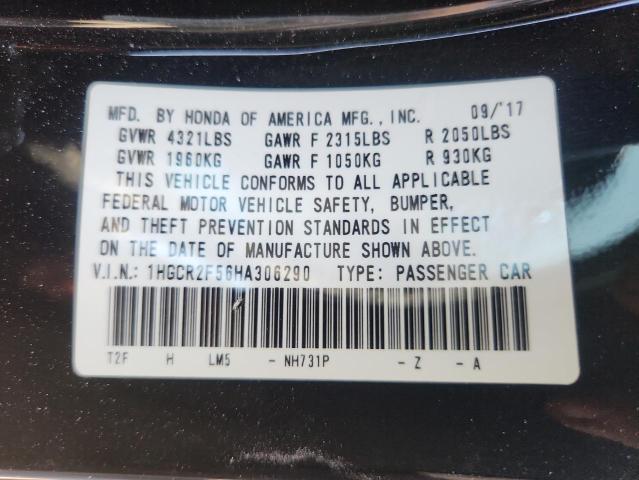 MFD. BY HONDA OF AMERICA MFG., INC. 09/'17
GVWR 4321LBS GAWR F 2315LBS R 2050LBS
GVWR 1960KG GAWR F 1050KG R 930KG
THIS VEHICLE CONFORMS TO ALL APPLICABLE
FEDERAL MOTOR VEHICLE SAFETY, BUMPER,
AND THEFT PREVENTION STANDARDS IN EFFECT
ON THE DATE OF MANUFACTURE SHOWN ABOVE.
V.I.N.: 1HGCR2F56HA306290 TYPE: PASSENGER CAR
T2F H LM5 - NH731P - Z - A